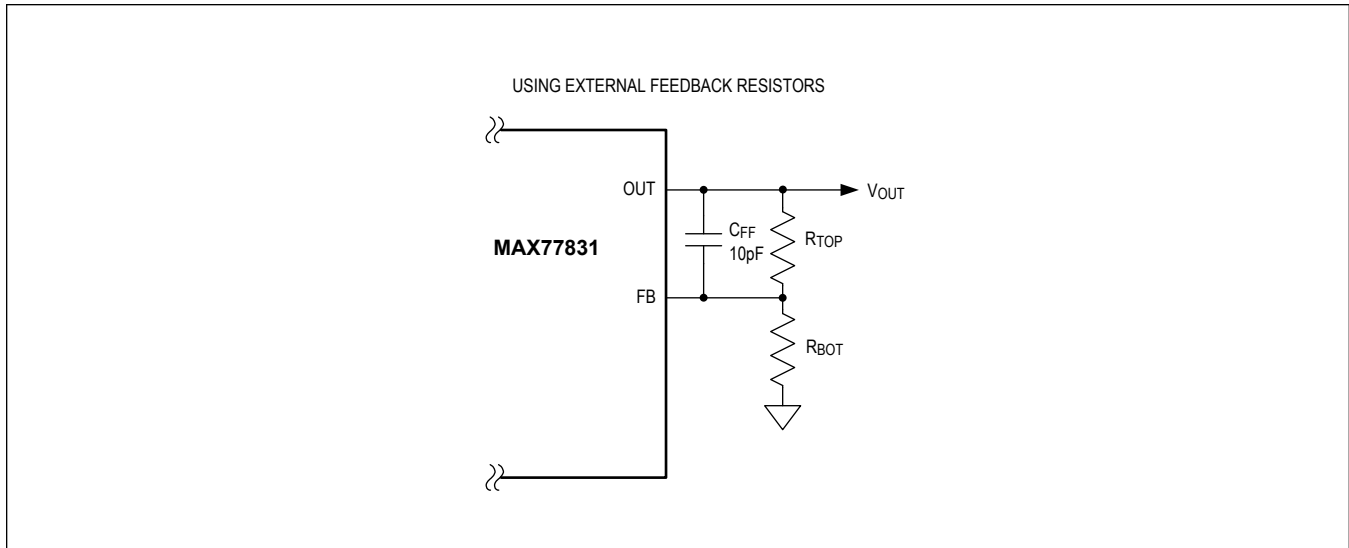 USING EXTERNAL FEEDBACK RESISTORS
OUT
VOUT
CFF
10pF
RTOP
MAX77831
FB
RBOT